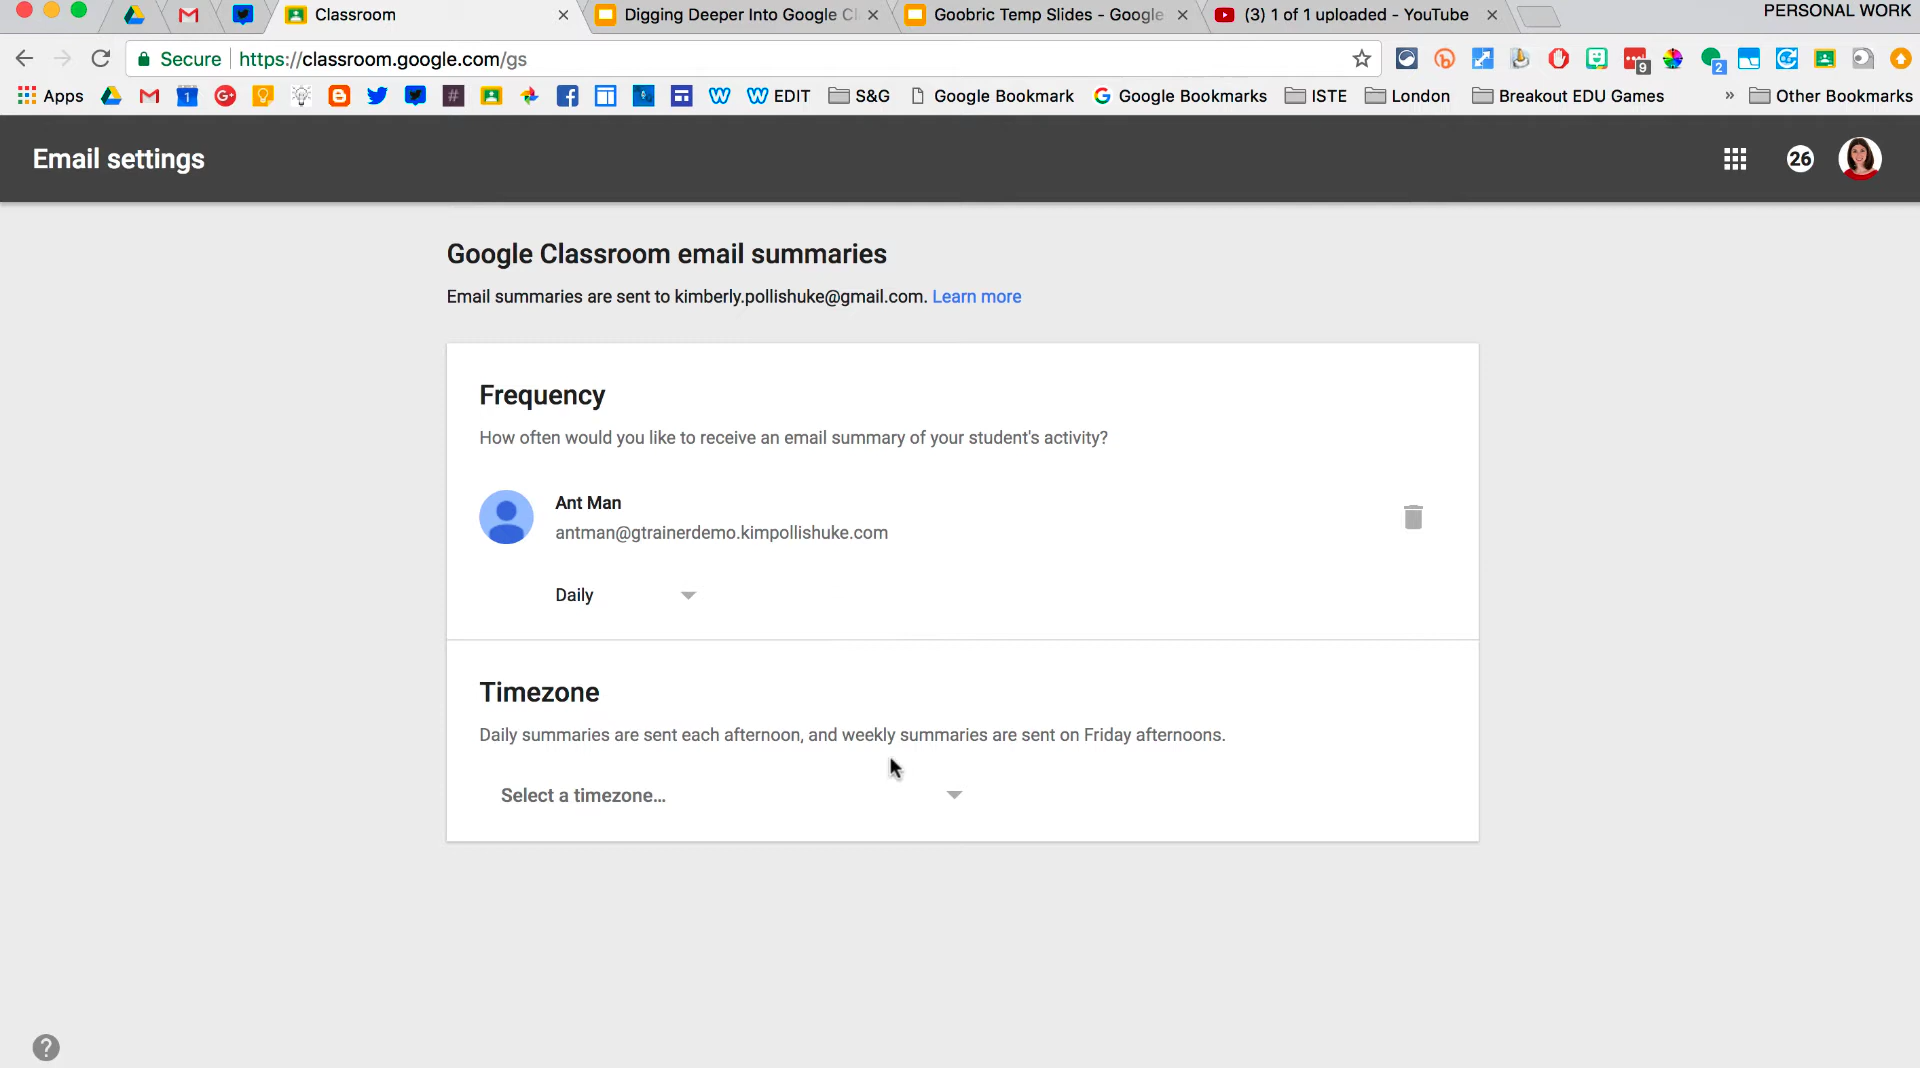 Classroom
Digging Deeper Into Google Cl
Goobric Temp Slides - Google
(3) 1 of 1 uploaded - YouTube
PERSONAL WORK
Secure
https://classroom.google.com/gs
9
2
Apps
1
EDIT
S&G
Google Bookmark
Google Bookmarks
ISTE
London
Breakout EDU Games
»
Other Bookmarks
Email settings
26
Google Classroom email summaries
Email summaries are sent to kimberly.pollishuke@gmail.com. Learn more
Frequency
How often would you like to receive an email summary of your student's activity?
Ant Man
antman@gtrainerdemo.kimpollishuke.com
Daily
Timezone
Daily summaries are sent each afternoon, and weekly summaries are sent on Friday afternoons.
Select a timezone...
?